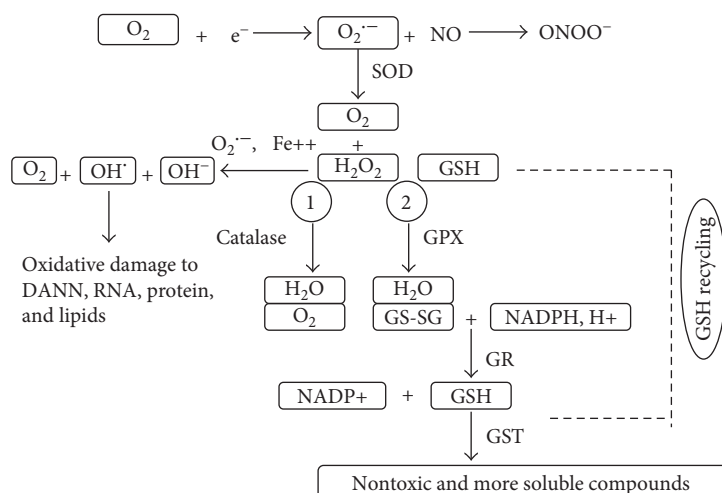 O₂ + e⁻ O₂·⁻ + NO ONOO⁻
SOD
O₂
+
O₂·⁻, Fe++
O₂ + OH· + OH⁻ H₂O₂ GSH
1 2
Catalase GPX
Oxidative damage to
DANN, RNA, protein,
and lipids
H₂O H₂O
O₂ GS-SG + NADPH, H+
GR
NADP+ + GSH
GST
Nontoxic and more soluble compounds
GSH recycling